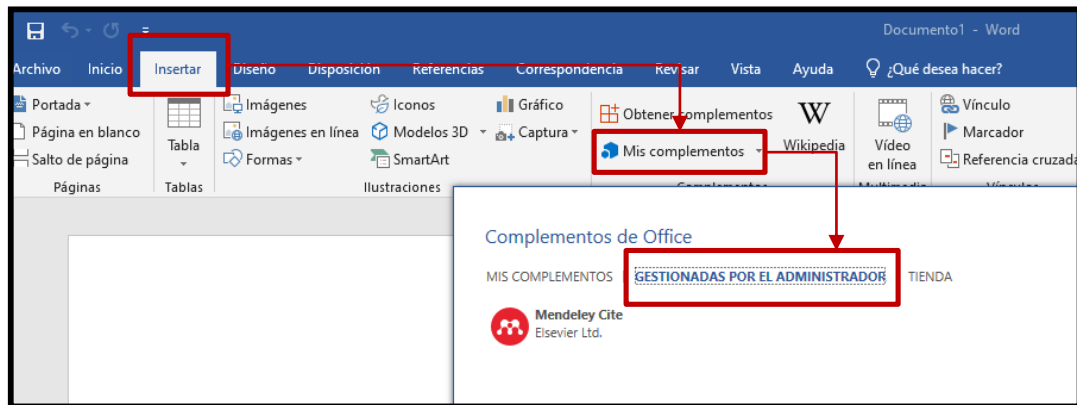 Documento1 - Word
Archivo Inicio Insertar Diseño Disposición Referencias Correspondencia Revisar Vista Ayuda ¿Qué desea hacer?
Portada
Página en blanco
Salto de página
Páginas
Tabla
Tablas
Imágenes
Imágenes en línea
Formas
Iconos
Modelos 3D
SmartArt
Gráfico
Captura
Ilustraciones
Obtener complementos
Mis complementos
W
Wikipedia
Complementos
Vídeo
en línea
Multimedia
Vínculo
Marcador
Referencia cruzada
Vínculos
Complementos de Office
MIS COMPLEMENTOS GESTIONADAS POR EL ADMINISTRADOR TIENDA
Mendeley Cite
Elsevier Ltd.